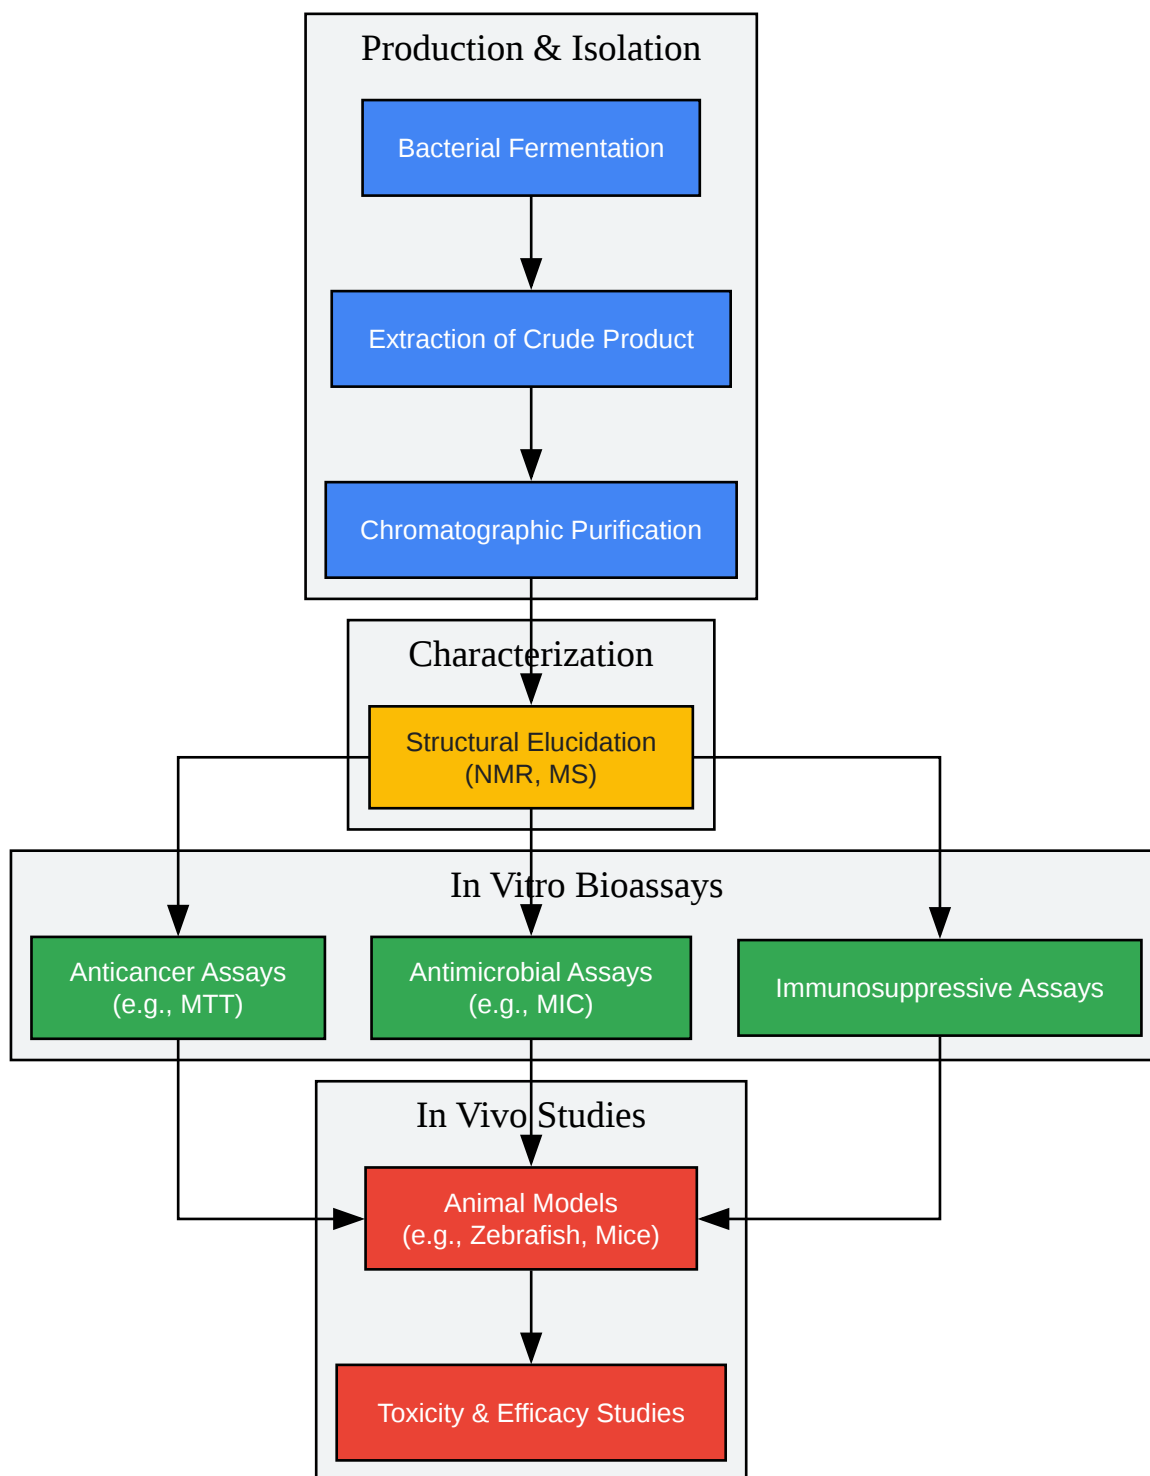 Production & Isolation
Bacterial Fermentation
Extraction of Crude Product
Chromatographic Purification
Characterization
Structural Elucidation
(NMR, MS)
In Vitro Bioassays
Anticancer Assays
(e.g., MTT)
Antimicrobial Assays
(e.g., MIC)
Immunosuppressive Assays
In Vivo Studies
Animal Models
(e.g., Zebrafish, Mice)
Toxicity & Efficacy Studies